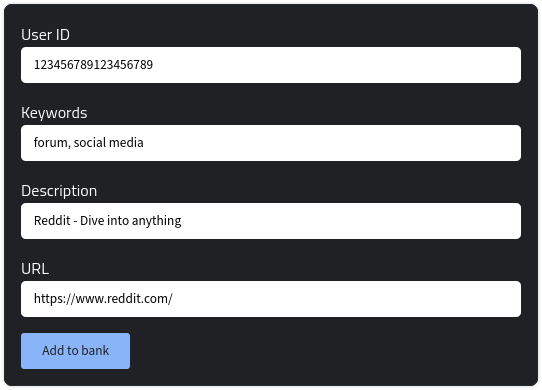 User ID
123456789123456789
Keywords
forum, social media
Description
Reddit - Dive into anything
URL
https://www.reddit.com/
Add to bank